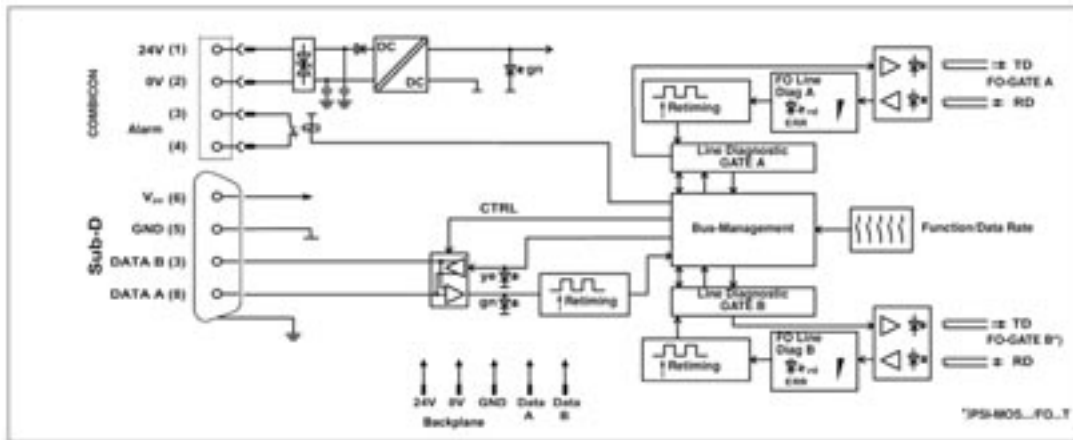 24V (1)
0V (2)
(3)
Alarm
(4)
COMBICON
DC
DC
gn
Sub-D
GND (5)
DATA B (3)
DATA A (8)
CTRL
ye
gn
Retiming
Retiming
FO Line
Diag A
rd
ERR
TD
FO-GATE A
RD
Line Diagnostic
GATE A
Bus-Management
Function/Data Rate
Line Diagnostic
GATE B
Retiming
FO Line
Diag B
rd
ERR
TD
FO-GATE B*)
RD
24V
0V
GND
Data
A
Data
B
Backplane
*)PSI-MOS.../FO...T